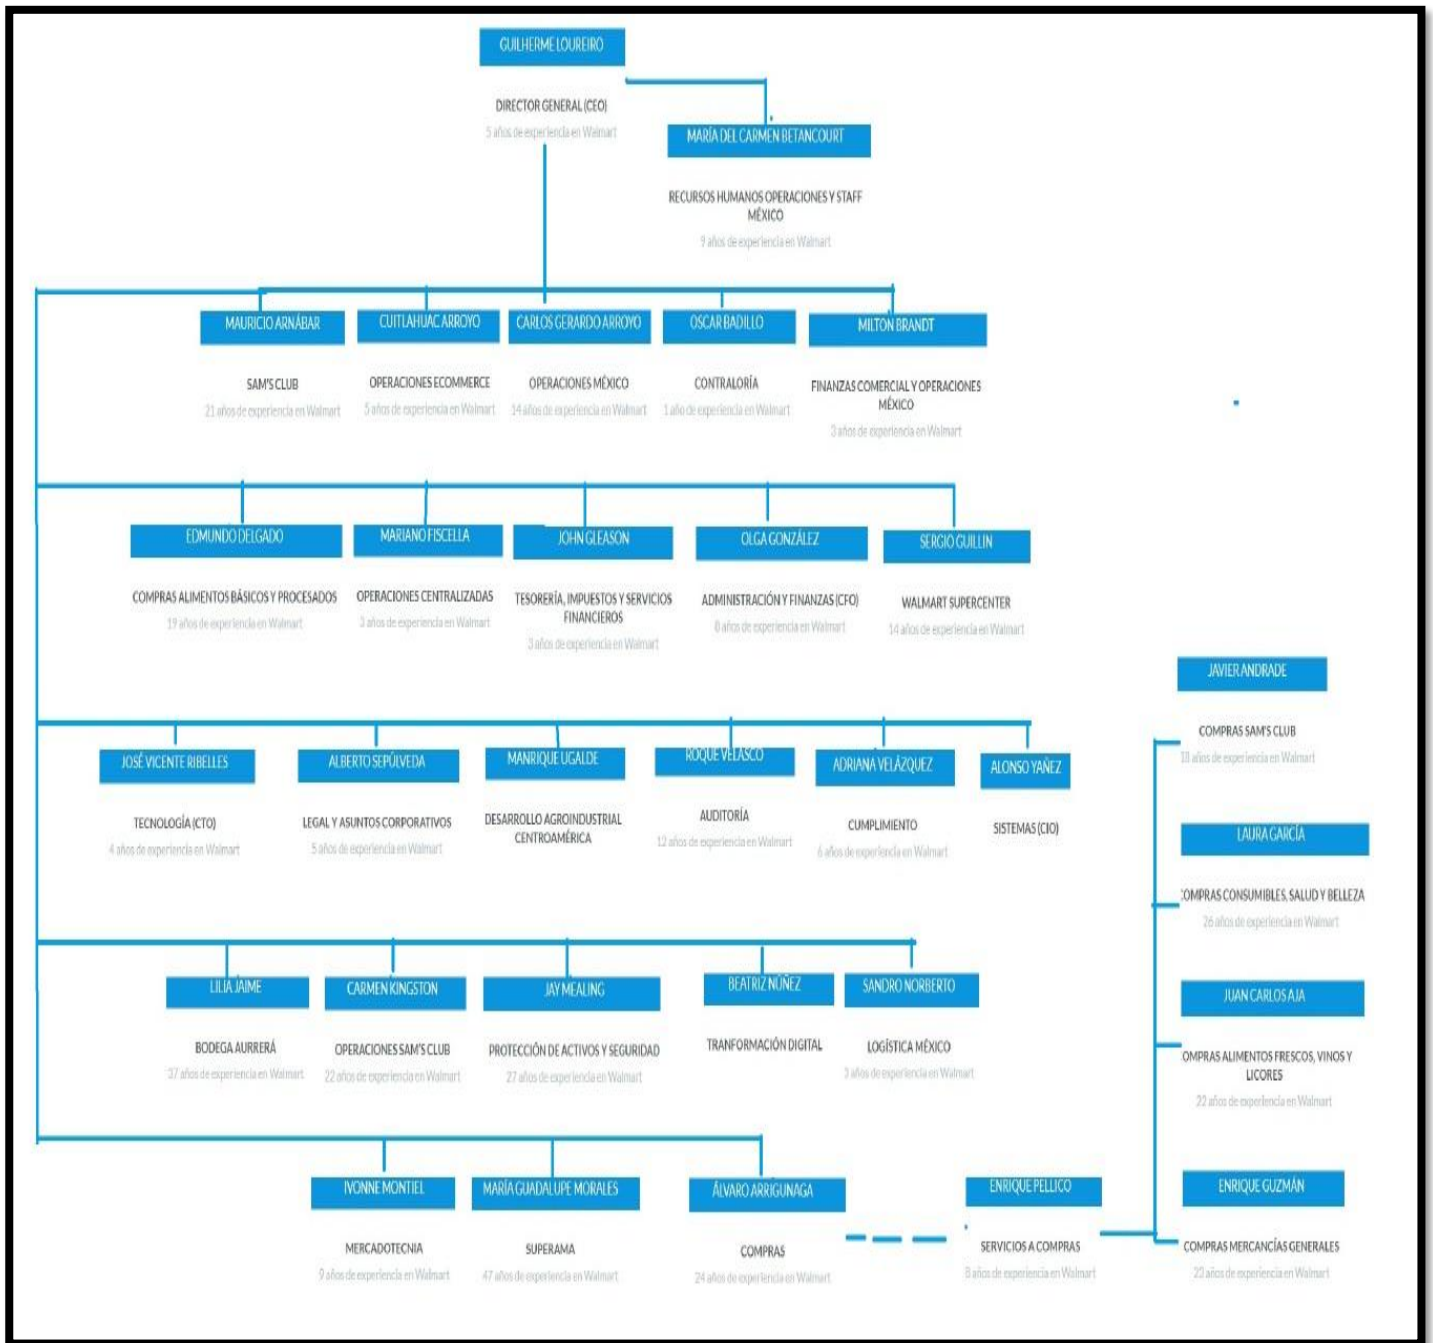 GUILHERME LOUREIRO
DIRECTOR GENERAL (CEO)
5 años de experiencia en Walmart
MARÍA DEL CARMEN BETANCOURT
RECURSOS HUMANOS OPERACIONES Y STAFF
MÉXICO
9 años de experiencia en Walmart
MAURICIO ARNÁBAR
SAM'S CLUB
21 años de experiencia en Walmart
CUITLAHUAC ARROYO
OPERACIONES ECOMMERCE
5 años de experiencia en Walmart
CARLOS GERARDO ARROYO
OPERACIONES MÉXICO
14 años de experiencia en Walmart
OSCAR BADILLO
CONTRALORÍA
1 año de experiencia en Walmart
MILTON BRANDT
FINANZAS COMERCIAL Y OPERACIONES
MÉXICO
3 años de experiencia en Walmart
EDMUNDO DELGADO
COMPRAS ALIMENTOS BÁSICOS Y PROCESADOS
19 años de experiencia en Walmart
MARIANO FISCELLA
OPERACIONES CENTRALIZADAS
3 años de experiencia en Walmart
JOHN GLEASON
TESORERÍA, IMPUESTOS Y SERVICIOS
FINANCIEROS
3 años de experiencia en Walmart
OLGA GONZÁLEZ
ADMINISTRACIÓN Y FINANZAS (CFO)
8 años de experiencia en Walmart
SERGIO GUILLIN
WALMART SUPERCENTER
14 años de experiencia en Walmart
JOSÉ VICENTE RIBELLES
TECNOLOGÍA (CTO)
4 años de experiencia en Walmart
ALBERTO SEPÚLVEDA
LEGAL Y ASUNTOS CORPORATIVOS
5 años de experiencia en Walmart
MANRIQUE UGALDE
DESARROLLO AGROINDUSTRIAL
CENTROAMÉRICA
ROQUE VELASCO
AUDITORÍA
12 años de experiencia en Walmart
ADRIANA VELÁZQUEZ
CUMPLIMIENTO
6 años de experiencia en Walmart
ALONSO YAÑEZ
SISTEMAS (CIO)
LILIA JAIME
BODEGA AURRERÁ
37 años de experiencia en Walmart
CARMEN KINGSTON
OPERACIONES SAM'S CLUB
22 años de experiencia en Walmart
JAY MEALING
PROTECCIÓN DE ACTIVOS Y SEGURIDAD
27 años de experiencia en Walmart
BEATRIZ NÚÑEZ
TRANFORMACIÓN DIGITAL
SANDRO NORBERTO
LOGÍSTICA MÉXICO
3 años de experiencia en Walmart
IVONNE MONTIEL
MERCADOTECNIA
9 años de experiencia en Walmart
MARÍA GUADALUPE MORALES
SUPERAMA
47 años de experiencia en Walmart
ÁLVARO ARRIGUNAGA
COMPRAS
24 años de experiencia en Walmart
ENRIQUE PELLICO
SERVICIOS A COMPRAS
8 años de experiencia en Walmart
JAVIER ANDRADE
COMPRAS SAM'S CLUB
18 años de experiencia en Walmart
LAURA GARCÍA
COMPRAS CONSUMIBLES, SALUD Y BELLEZA
26 años de experiencia en Walmart
JUAN CARLOS AJA
OMPRAS ALIMENTOS FRESCOS, VINOS Y
LICORES
22 años de experiencia en Walmart
ENRIQUE GUZMÁN
COMPRAS MERCANCÍAS GENERALES
23 años de experiencia en Walmart